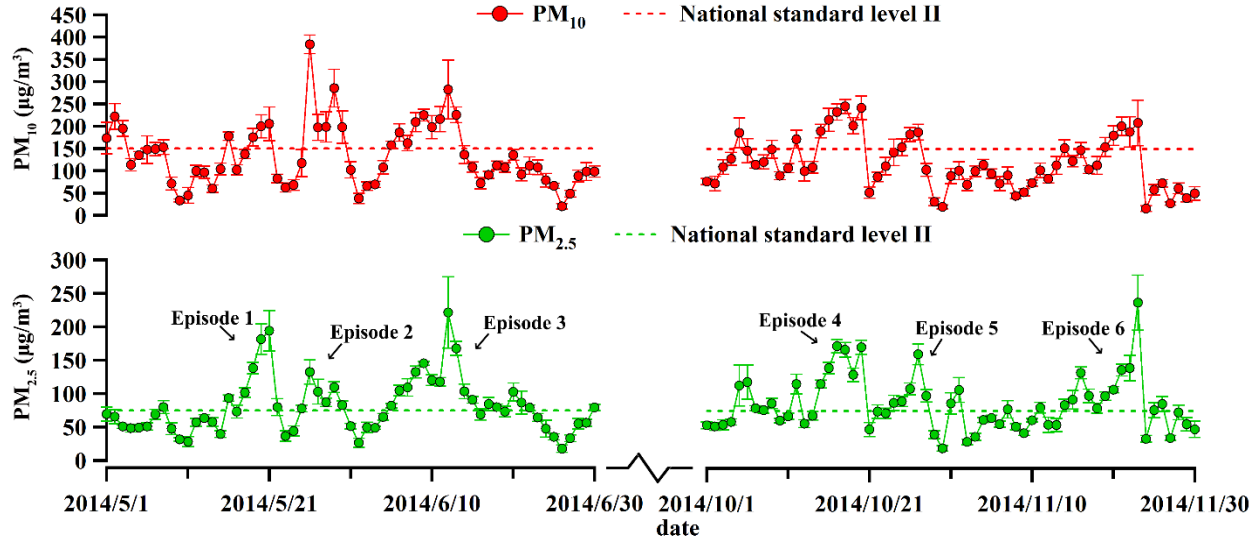 PM10 National standard level II
450
400
350
300
250
200
150
100
50
0
PM10 (μg/m³)
PM2.5 National standard level II
300
250
200
150
100
50
0
PM2.5 (μg/m³)
Episode 1
Episode 2
Episode 3
Episode 4
Episode 5
Episode 6
2014/5/1 2014/5/21 2014/6/10 2014/6/30 2014/10/1 2014/10/21 2014/11/10 2014/11/30
date